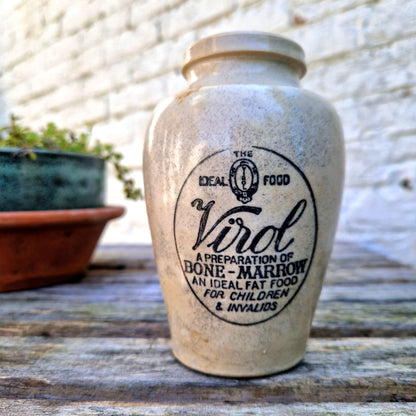 THE
IDEAL FOOD
Virol
A PREPARATION OF
BONE-MARROW
AN IDEAL FAT FOOD
FOR CHILDREN
& INVALIDS